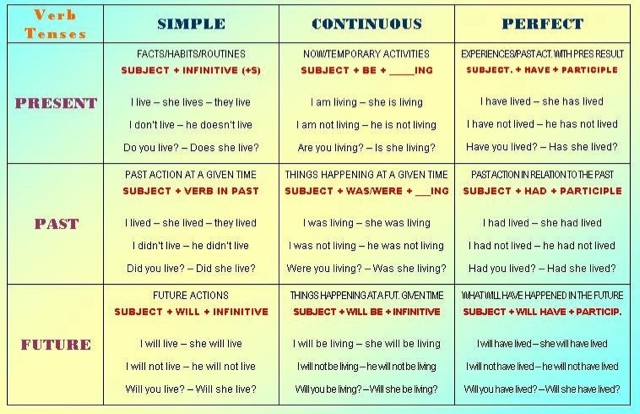 Verb Tenses
SIMPLE
CONTINUOUS
PERFECT
PRESENT
FACTS/HABITS/ROUTINES
SUBJECT + INFINITIVE (+S)
I live – she lives – they live
I don't live – he doesn't live
Do you live? – Does she live?
NOW/TEMPORARY ACTIVITIES
SUBJECT + BE + ____ING
I am living – she is living
I am not living – he is not living
Are you living? – Is she living?
EXPERIENCES/PAST ACT. WITH PRES RESULT
SUBJECT. + HAVE + PARTICIPLE
I have lived – she has lived
I have not lived – he has not lived
Have you lived? – Has she lived?
PAST
PAST ACTION AT A GIVEN TIME
SUBJECT + VERB IN PAST
I lived – she lived – they lived
I didn't live – he didn't live
Did you live? – Did she live?
THINGS HAPPENING AT A GIVEN TIME
SUBJECT + WAS/WERE + ___ING
I was living – she was living
I was not living – he was not living
Were you living? – Was she living?
PAST ACTION IN RELATION TO THE PAST
SUBJECT + HAD + PARTICIPLE
I had lived – she had lived
I had not lived – he had not lived
Had you lived? – Had she lived?
FUTURE
FUTURE ACTIONS
SUBJECT + WILL + INFINITIVE
I will live – she will live
I will not live – he will not live
Will you live? – Will she live?
THINGS HAPPENING AT A FUT. GIVEN TIME
SUBJECT + WILL BE + INFINITIVE
I will be living – she will be living
I will not be living – he will not be living
Will you be living? – Will she be living?
WHAT WILL HAVE HAPPENED IN THE FUTURE
SUBJECT + WILL HAVE + PARTICIP.
I will have lived – she will have lived
I will not have lived – he will not have lived
Will you have lived? – Will she have lived?